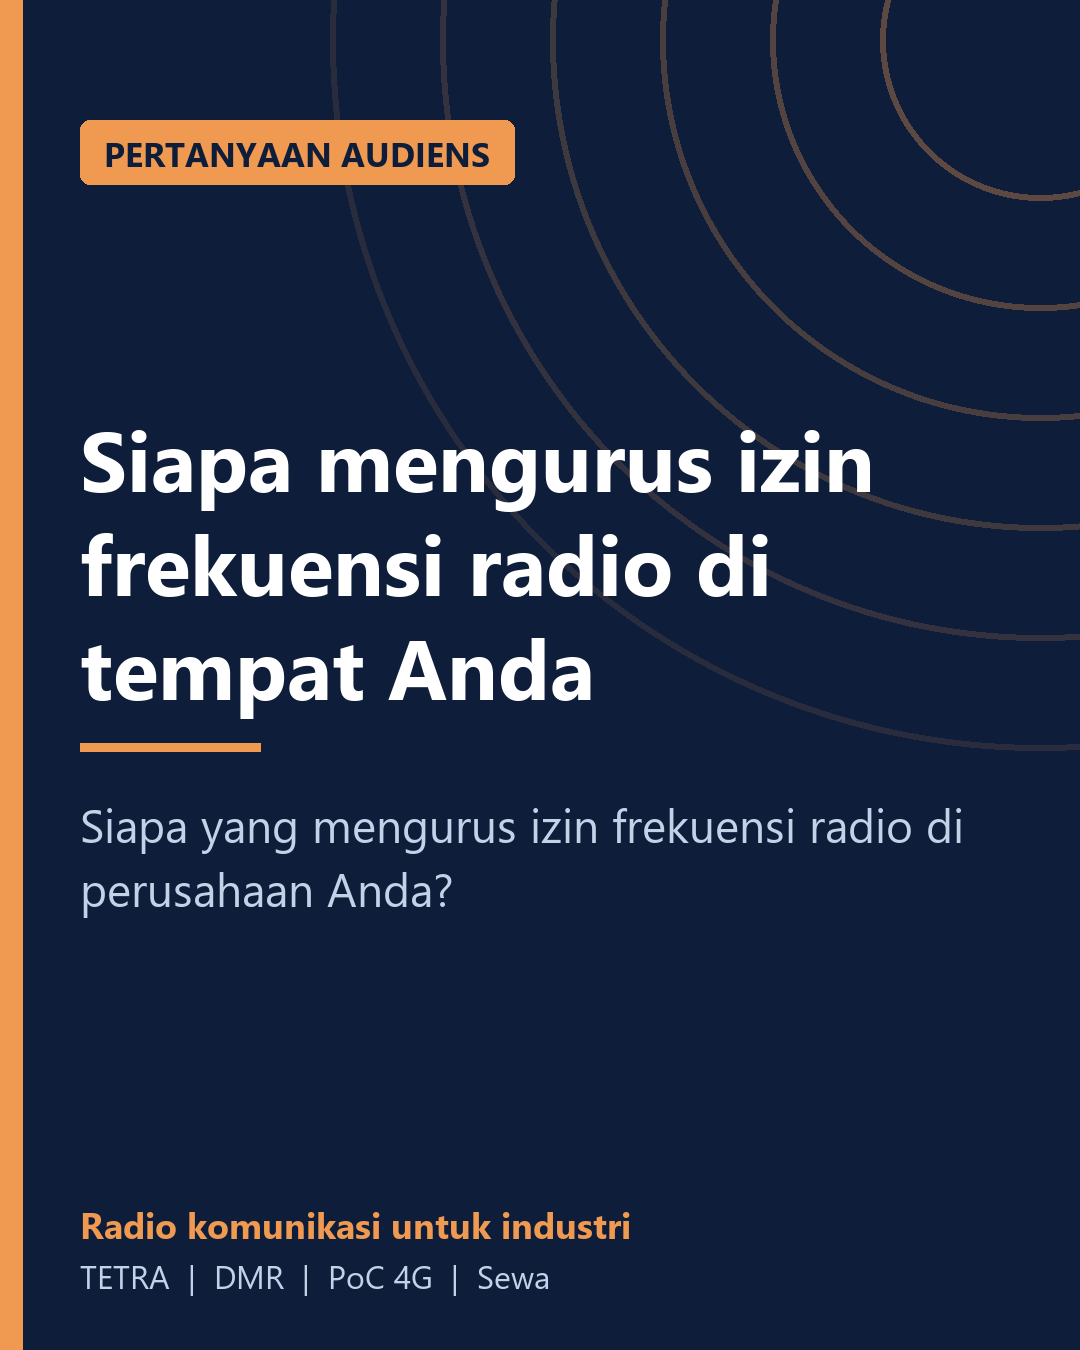 PERTANYAAN AUDIENS
Siapa mengurus izin
frekuensi radio di
tempat Anda
Siapa yang mengurus izin frekuensi radio di
perusahaan Anda?
Radio komunikasi untuk industri
TETRA | DMR | PoC 4G | Sewa